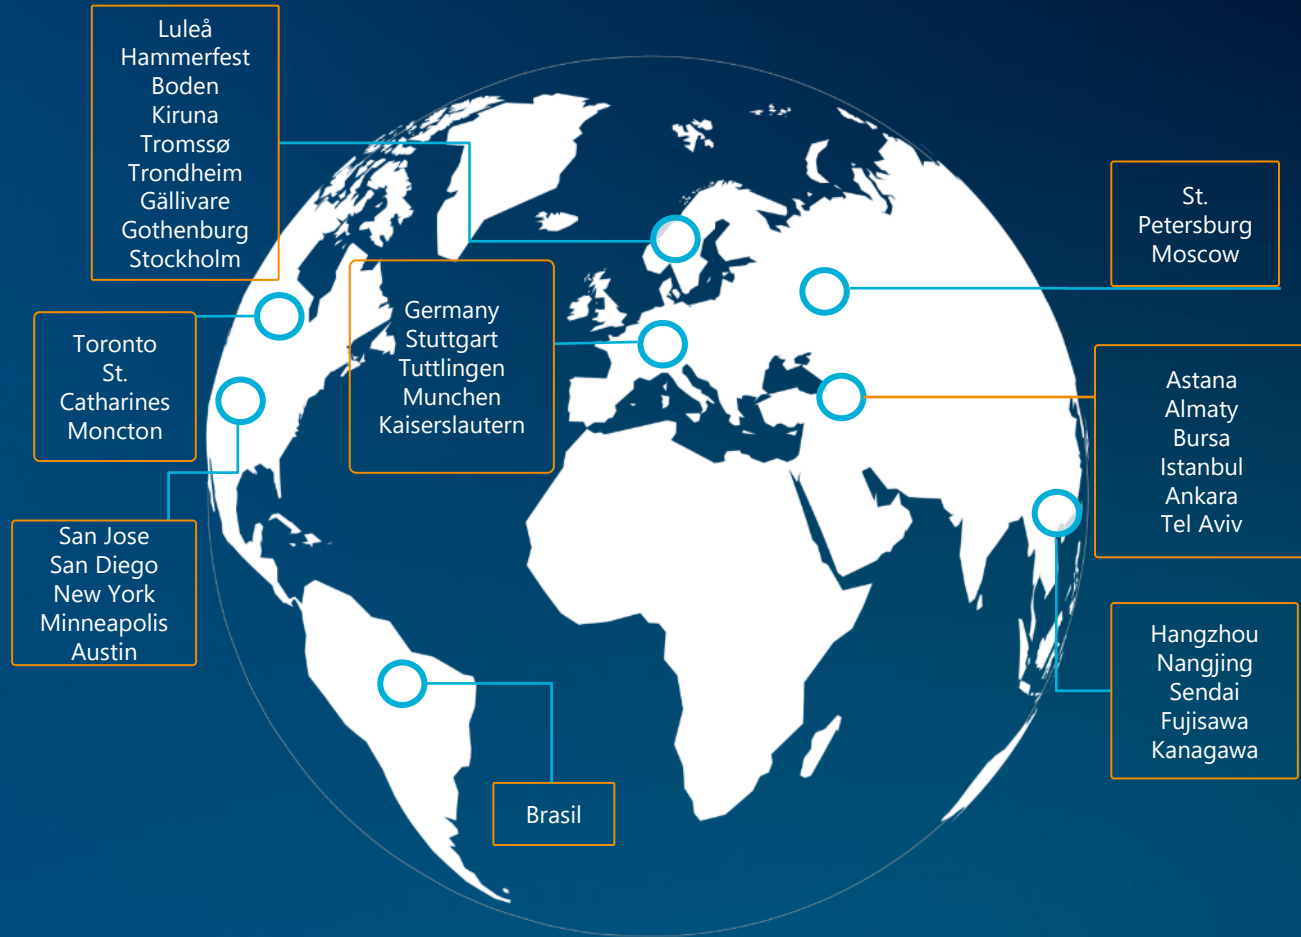 Luleå
Hammerfest
Boden
Kiruna
Tromssø
Trondheim
Gällivare
Gothenburg
Stockholm
St.
Petersburg
Moscow
Germany
Stuttgart
Tuttlingen
Munchen
Kaiserslautern
Toronto
St.
Catharines
Moncton
Astana
Almaty
Bursa
Istanbul
Ankara
Tel Aviv
San Jose
San Diego
New York
Minneapolis
Austin
Hangzhou
Nangjing
Sendai
Fujisawa
Kanagawa
Brasil